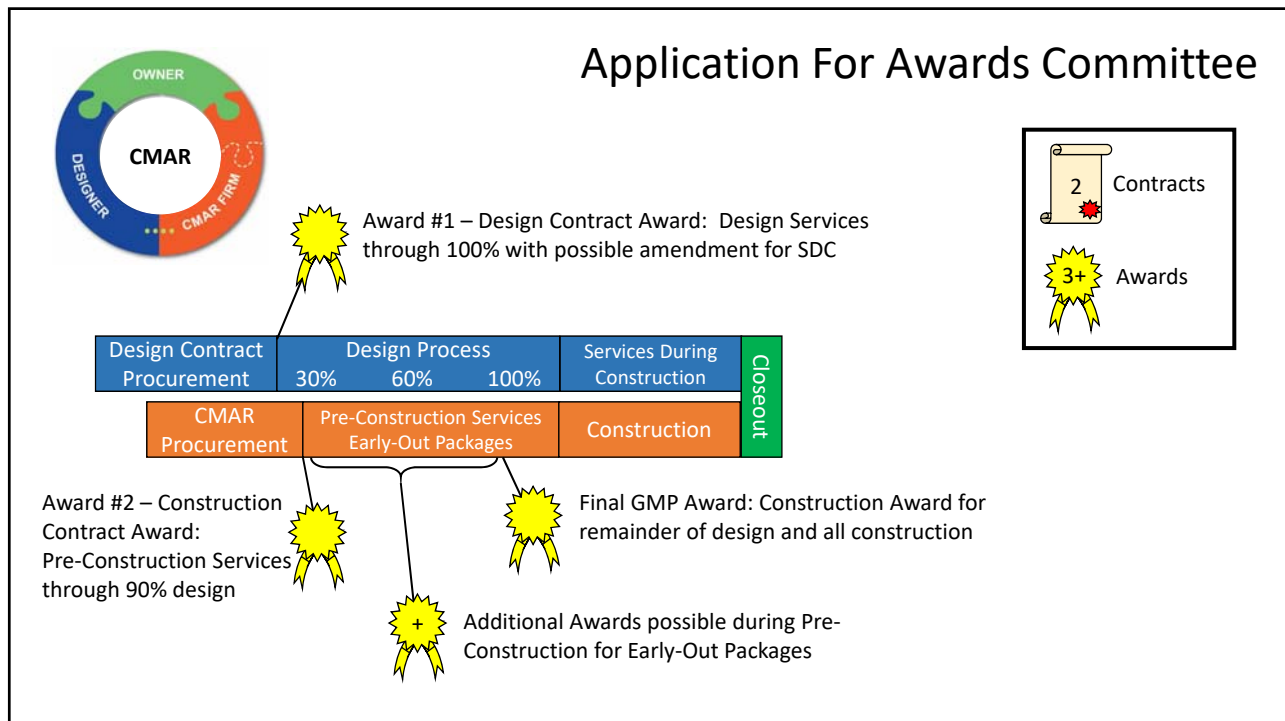 Application For Awards Committee
OWNER
DESIGNER
CMAR FIRM
CMAR
2
Contracts
3+
Awards
Award #1 – Design Contract Award: Design Services
through 100% with possible amendment for SDC
Design Contract
Procurement
Design Process
30% 60% 100%
Services During
Construction
Closeout
CMAR
Procurement
Pre-Construction Services
Early-Out Packages
Construction
Award #2 – Construction
Contract Award:
Pre-Construction Services
through 90% design
Final GMP Award: Construction Award for
remainder of design and all construction
+
Additional Awards possible during Pre-
Construction for Early-Out Packages